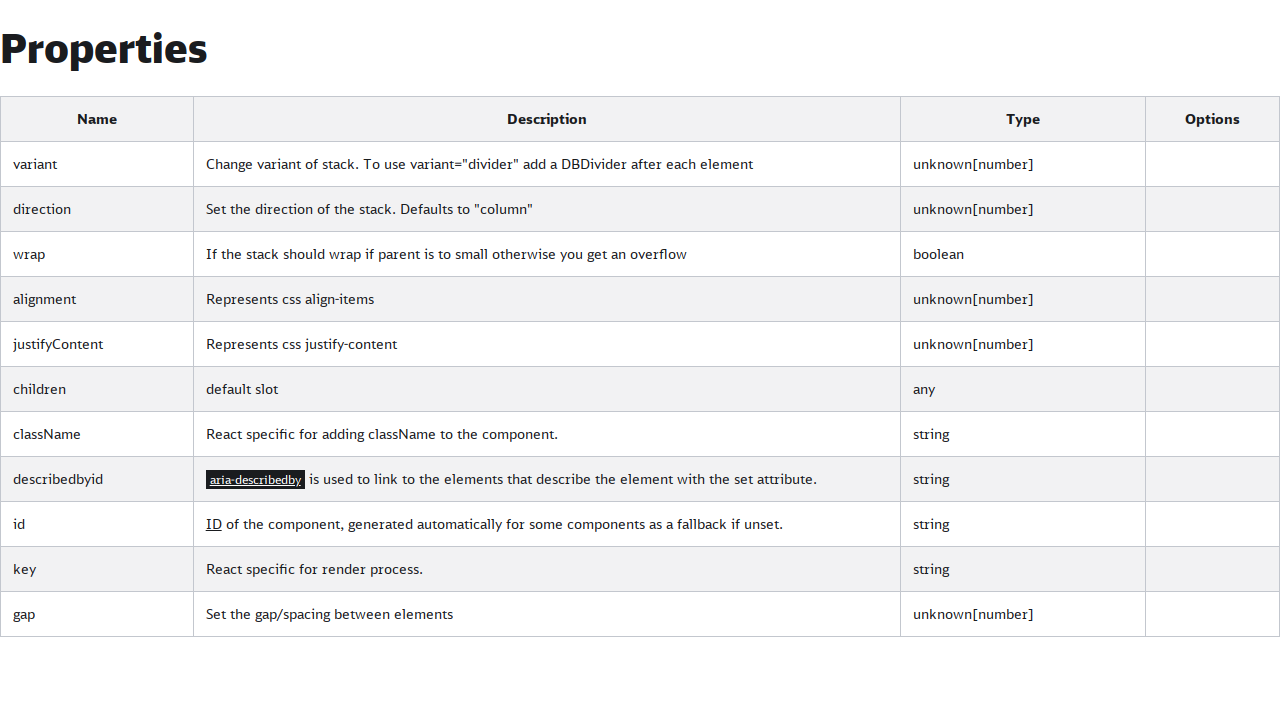 Properties
Name Description Type Options
variant Change variant of stack. To use variant="divider" add a DBDivider after each element unknown[number]
direction Set the direction of the stack. Defaults to "column" unknown[number]
wrap If the stack should wrap if parent is to small otherwise you get an overflow boolean
alignment Represents css align-items unknown[number]
justifyContent Represents css justify-content unknown[number]
children default slot any
className React specific for adding className to the component. string
describedbyid aria-describedby is used to link to the elements that describe the element with the set attribute. string
id ID of the component, generated automatically for some components as a fallback if unset. string
key React specific for render process. string
gap Set the gap/spacing between elements unknown[number]